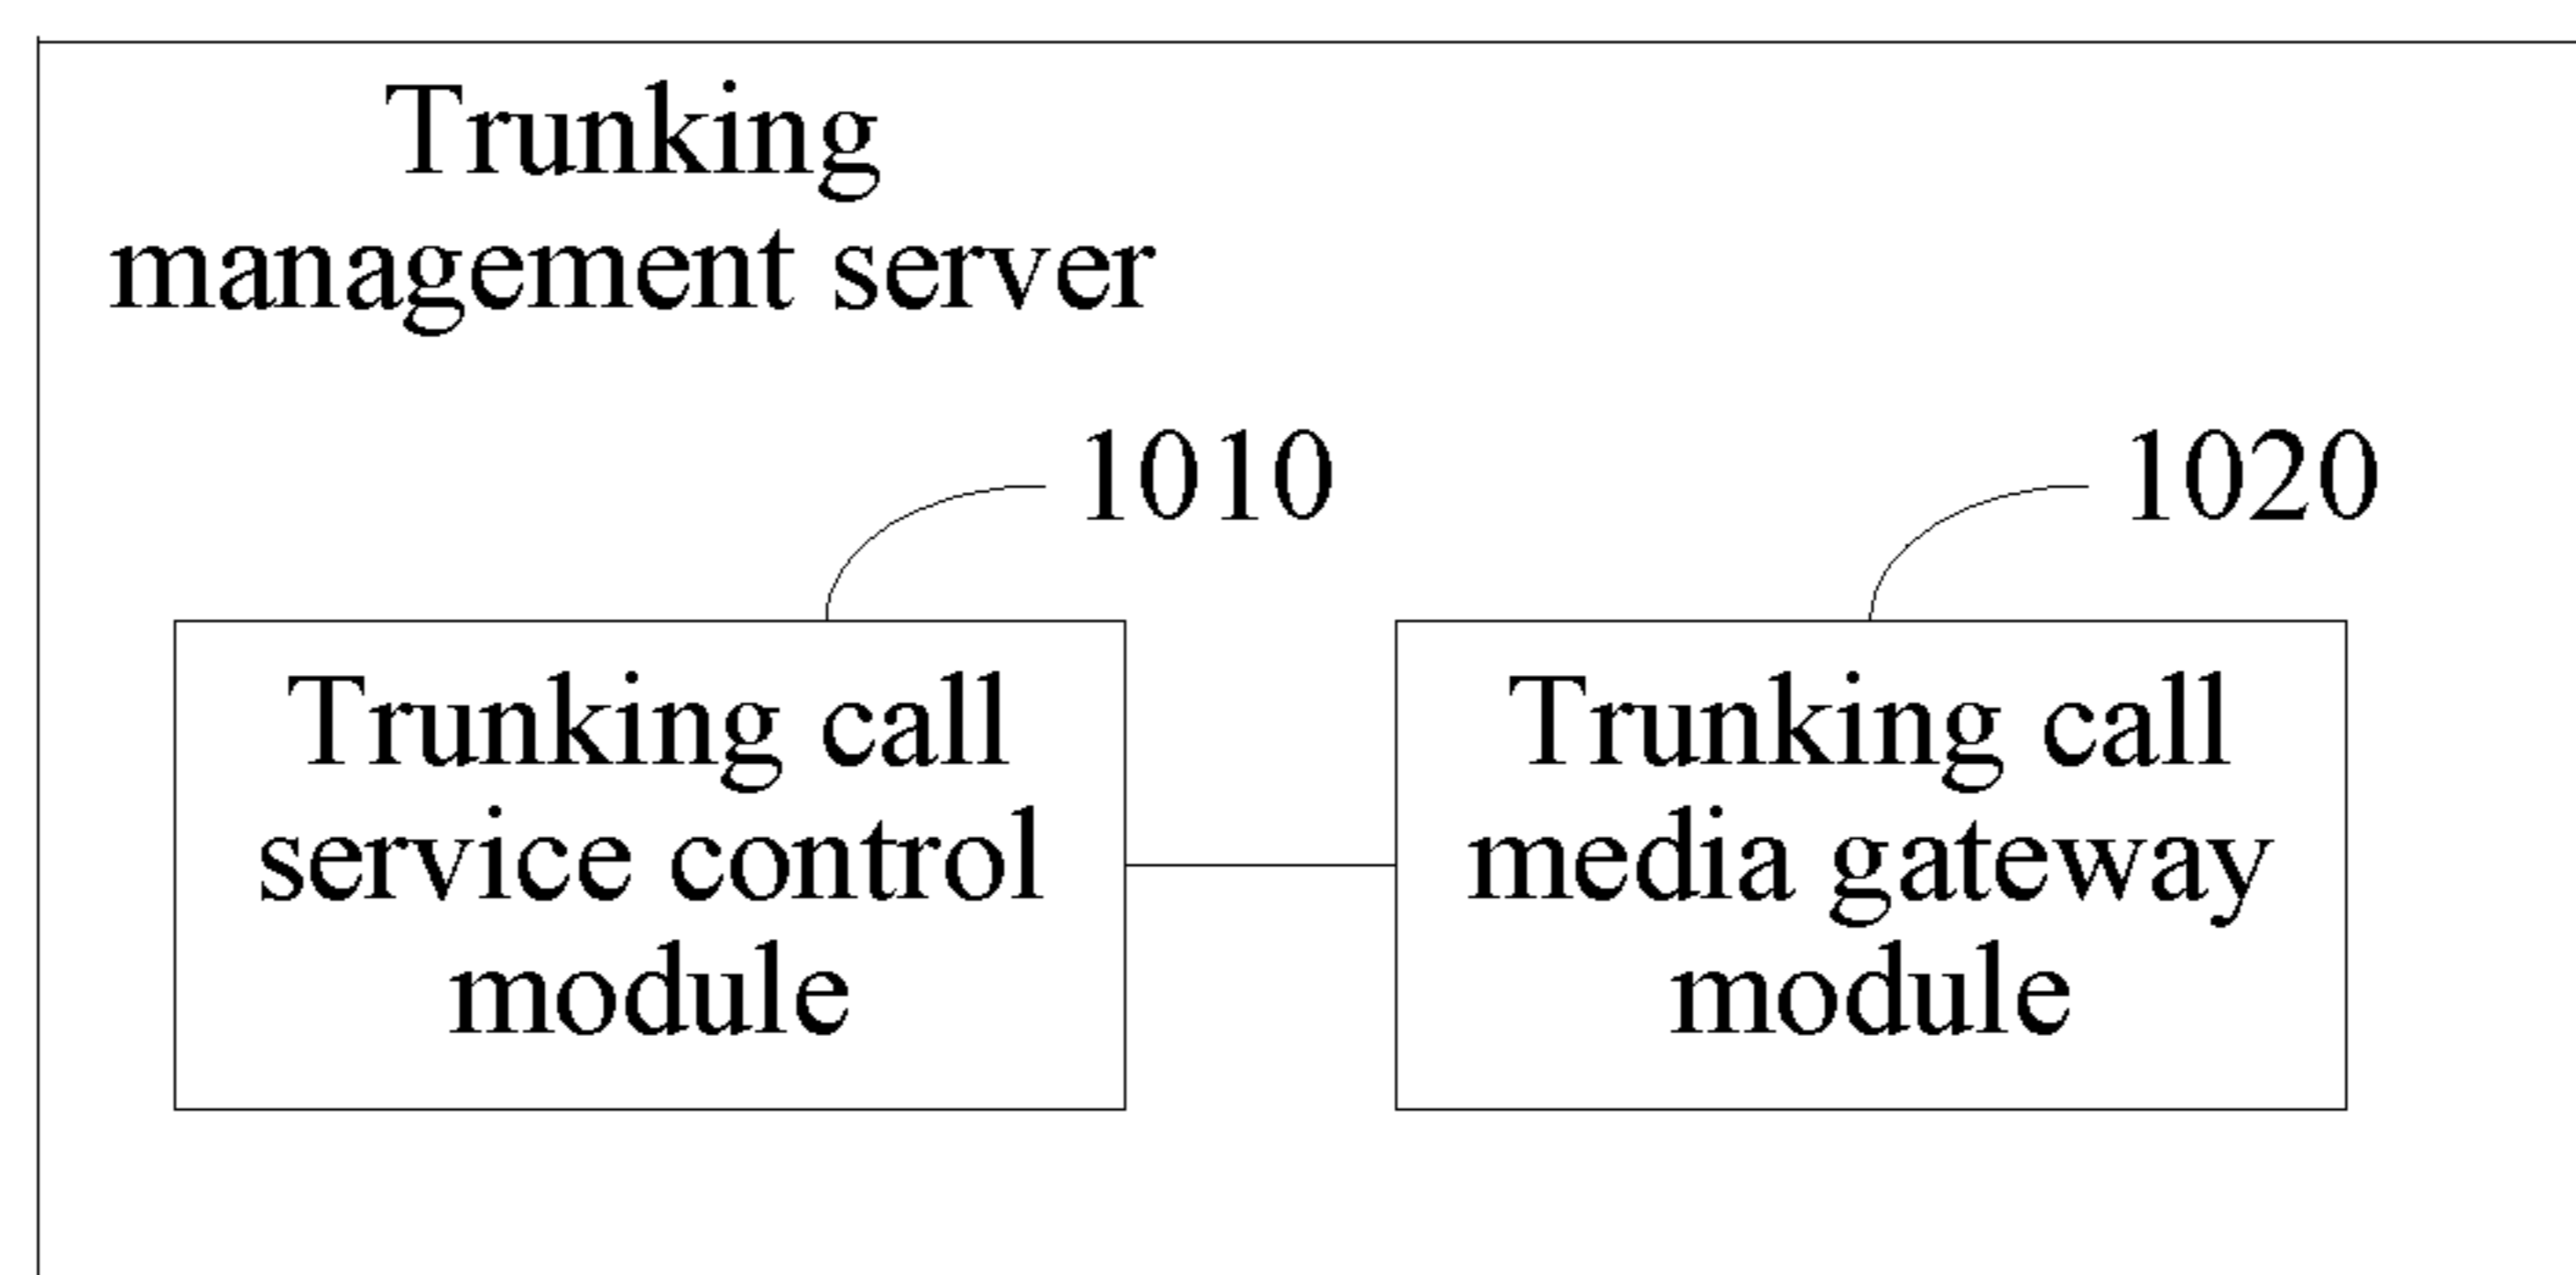 Trunking
management server
1010
1020
Trunking call
service control
module
Trunking call
media gateway
module